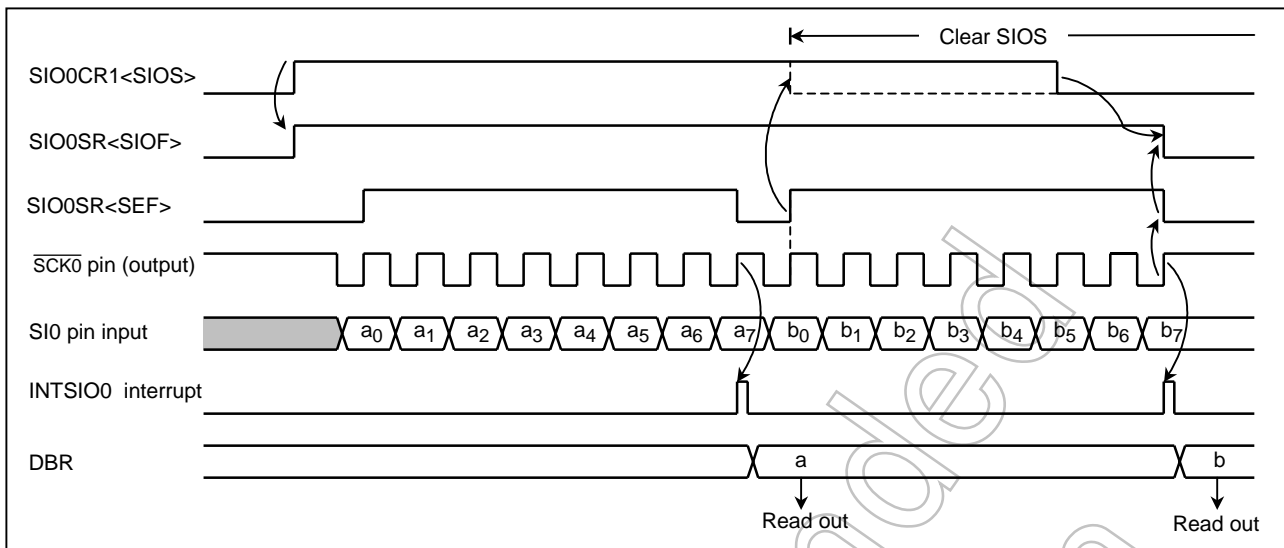 Clear SIOS
SIO0CR1<SIOS>
SIO0SR<SIOF>
SIO0SR<SEF>
SCK0 pin (output)
SI0 pin input a0 a1 a2 a3 a4 a5 a6 a7 b0 b1 b2 b3 b4 b5 b6 b7
INTSIO0 interrupt
DBR a b
Read out Read out